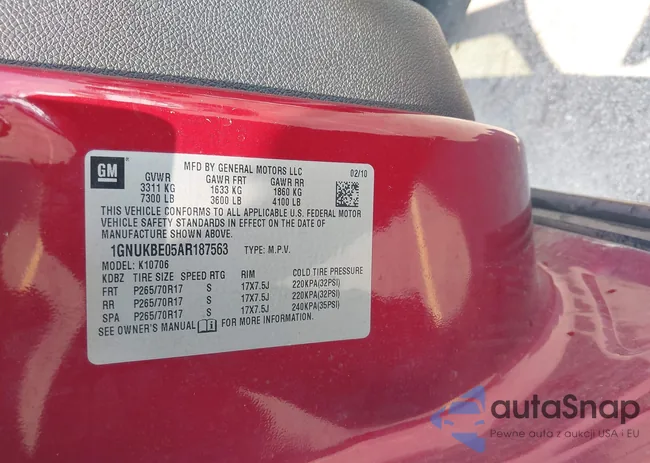 GM
MFD BY GENERAL MOTORS LLC 02/10
GVWR GAWR FRT GAWR RR
3311 KG 1633 KG 1860 KG
7300 LB 3600 LB 4100 LB
THIS VEHICLE CONFORMS TO ALL APPLICABLE U.S. FEDERAL MOTOR
VEHICLE SAFETY STANDARDS IN EFFECT ON THE DATE OF
MANUFACTURE SHOWN ABOVE.
1GNUKBE05AR187563 TYPE: M.P.V.
MODEL: K10706
KDBZ TIRE SIZE SPEED RTG RIM COLD TIRE PRESSURE
FRT P265/70R17 S 17X7.5J 220KPA(32PSI)
RR P265/70R17 S 17X7.5J 220KPA(32PSI)
SPA P265/70R17 S 17X7.5J 240KPA(35PSI)
SEE OWNER'S MANUAL FOR MORE INFORMATION.
autoSnap
Pewne auta z aukcji USA i EU